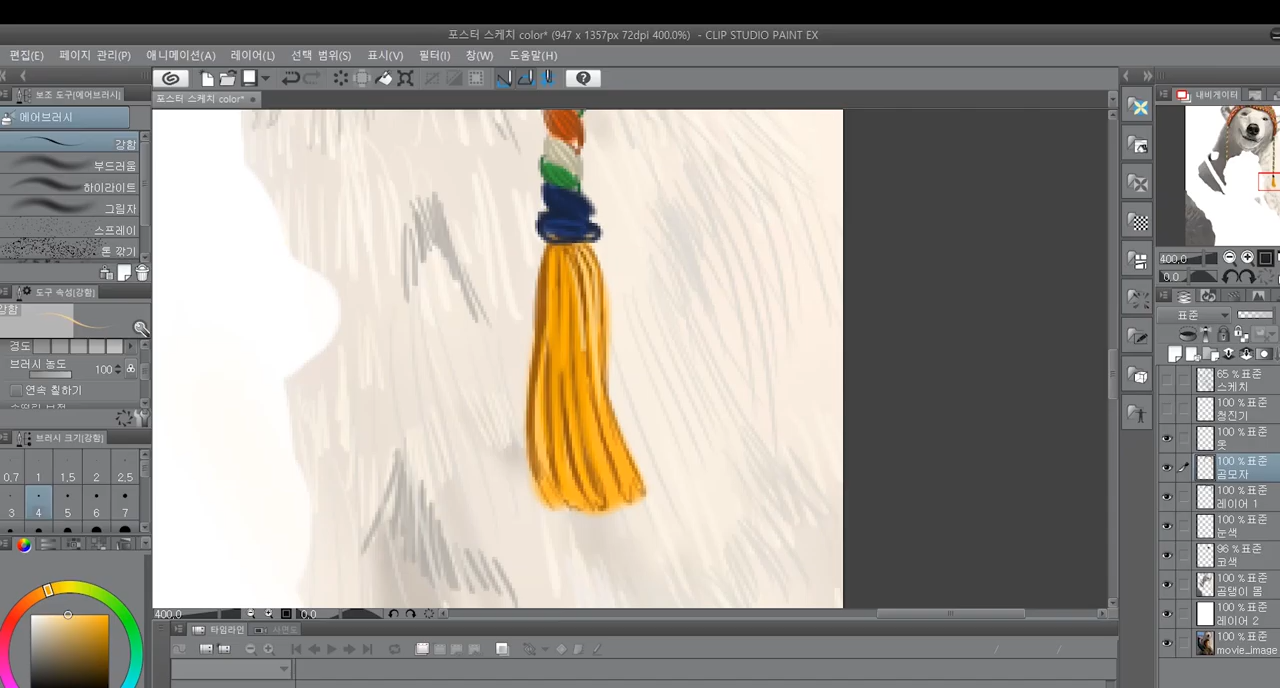 포스터 스케치 color* (947 x 1357px 72dpi 400.0%) - CLIP STUDIO PAINT EX
편집(E) 페이지 관리(P) 애니메이션(A) 레이어(L) 선택 범위(S) 표시(V) 필터(I) 창(W) 도움말(H)
보조 도구[에어브러시]
포스터 스케치 color*
내비게이터
에어브러시
강함
부드러움
하이라이트
그림자
스프레이
톤 깎기
도구 속성[강함]
강함
경도
브러시 농도 100
연속 칠하기
브러시 크기[강함]
0.7 1 1.5 2 2.5
3 4 5 6 7
400.0
0.0
표준
65 %표준
스케치
100 %표준
청진기
100 %표준
옷
100 %표준
곰모자
100 %표준
레이어 1
100 %표준
눈색
96 %표준
코색
100 %표준
곰탱이 몸
100 %표준
레이어 2
100 %표준
movie_image
400.0 0.0
타임라인